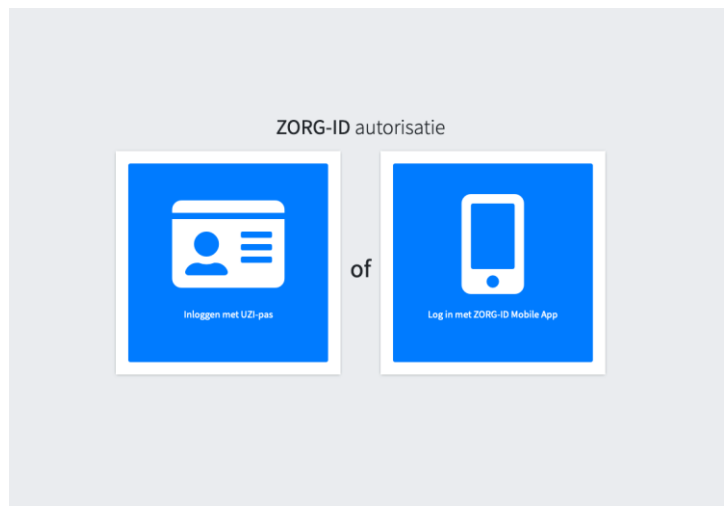 ZORG-ID autorisatie
Inloggen met UZI-pas
of
Log in met ZORG-ID Mobile App